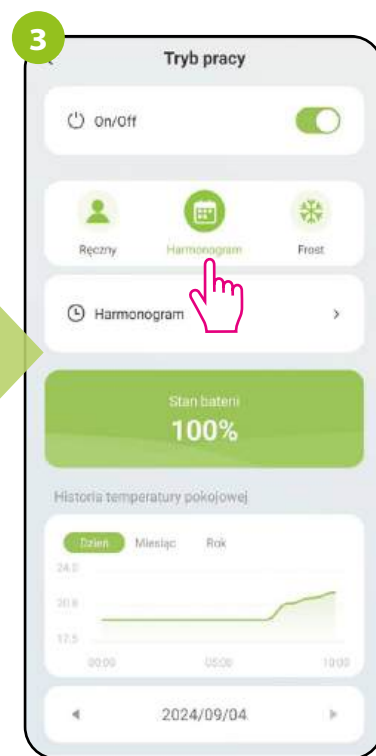 3
Tryb pracy
On/Off
Ręczny Harmonogram Frost
Harmonogram >
Stan baterii
100%
Historia temperatury pokojowej
Dzień Miesiąc Rok
24.0
20.8
17.5
00:00 05:00 10:00
2024/09/04